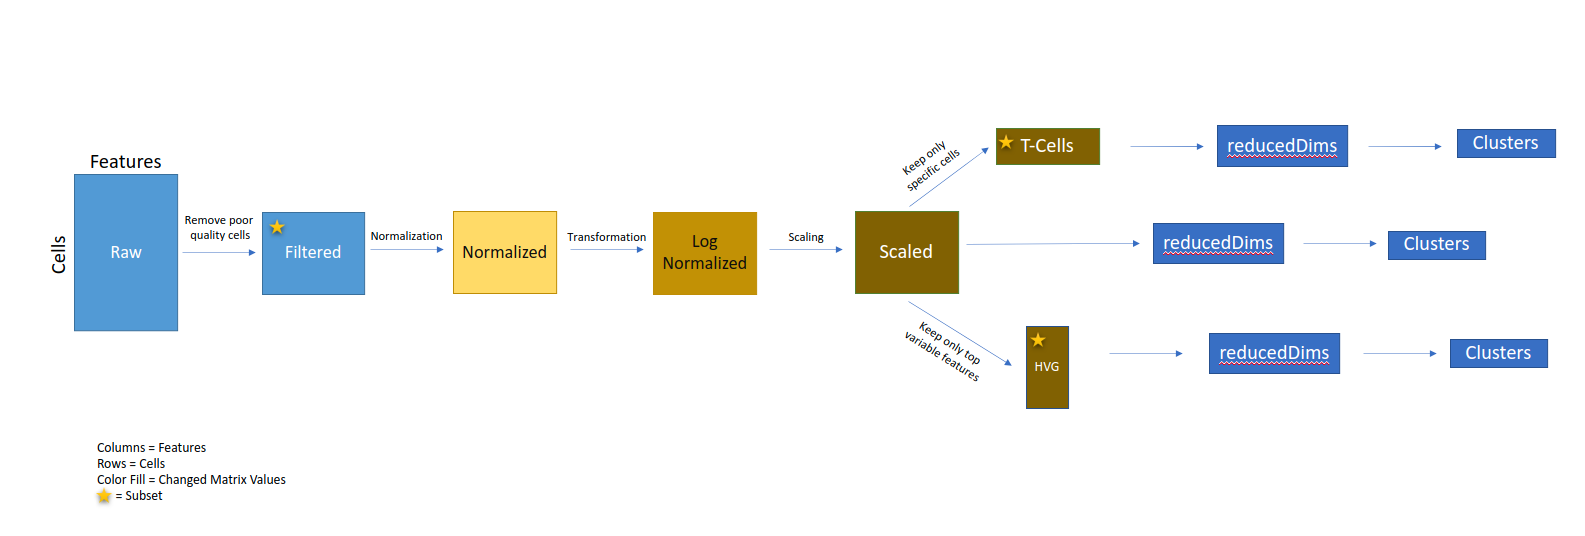 Features
Cells
Raw
Remove poor
quality cells
Filtered
Normalization
Normalized
Transformation
Log
Normalized
Scaling
Scaled
Keep only
specific cells
T-Cells
reducedDims
Clusters
reducedDims
Clusters
Keep only top
variable features
HVG
reducedDims
Clusters
Columns = Features
Rows = Cells
Color Fill = Changed Matrix Values
= Subset